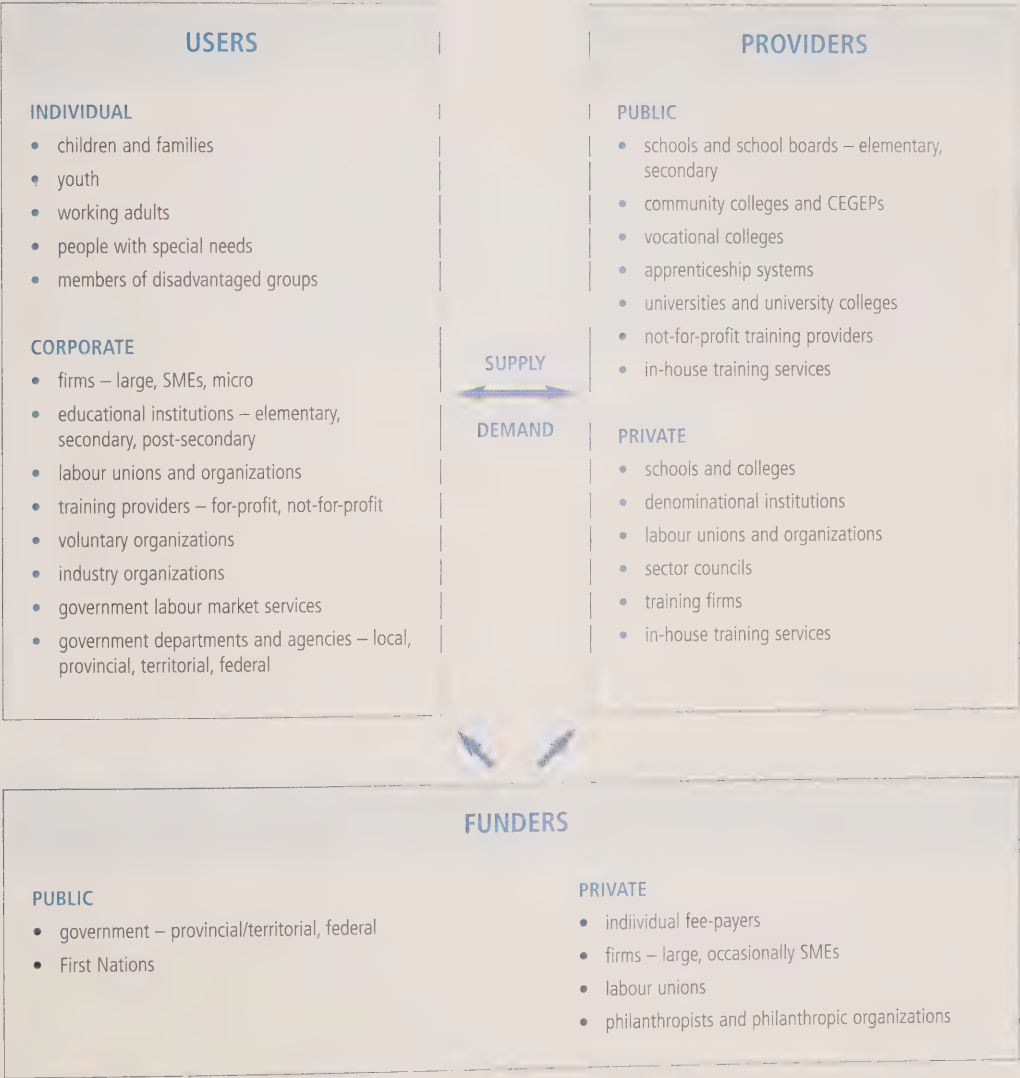 USERS
INDIVIDUAL
• children and families
• youth
• working adults
• people with special needs
• members of disadvantaged groups
CORPORATE
• firms – large, SMEs, micro
• educational institutions – elementary,
secondary, post-secondary
• labour unions and organizations
• training providers – for-profit, not-for-profit
• voluntary organizations
• industry organizations
• government labour market services
• government departments and agencies – local,
provincial, territorial, federal
SUPPLY
DEMAND
PROVIDERS
PUBLIC
• schools and school boards – elementary,
secondary
• community colleges and CEGEPs
• vocational colleges
• apprenticeship systems
• universities and university colleges
• not-for-profit training providers
• in-house training services
PRIVATE
• schools and colleges
• denominational institutions
• labour unions and organizations
• sector councils
• training firms
• in-house training services
FUNDERS
PUBLIC
• government – provincial/territorial, federal
• First Nations
PRIVATE
• indiividual fee-payers
• firms – large, occasionally SMEs
• labour unions
• philanthropists and philanthropic organizations